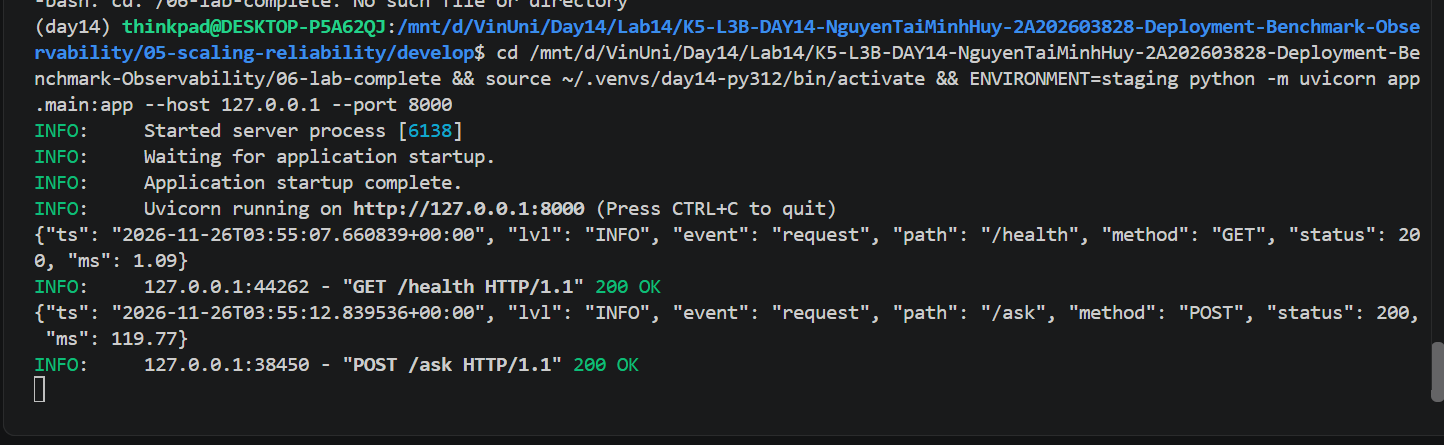 -bash: cd: /06-lab-complete: No such file or directory
(day14) thinkpad@DESKTOP-P5A62QJ:/mnt/d/VinUni/Day14/Lab14/K5-L3B-DAY14-NguyenTaiMinhHuy-2A202603828-Deployment-Benchmark-Obse
rvability/05-scaling-reliability/develop$ cd /mnt/d/VinUni/Day14/Lab14/K5-L3B-DAY14-NguyenTaiMinhHuy-2A202603828-Deployment-Be
nchmark-Observability/06-lab-complete && source ~/.venvs/day14-py312/bin/activate && ENVIRONMENT=staging python -m uvicorn app
.main:app --host 127.0.0.1 --port 8000
INFO:     Started server process [6138]
INFO:     Waiting for application startup.
INFO:     Application startup complete.
INFO:     Uvicorn running on http://127.0.0.1:8000 (Press CTRL+C to quit)
{"ts": "2026-11-26T03:55:07.660839+00:00", "lvl": "INFO", "event": "request", "path": "/health", "method": "GET", "status": 20
0, "ms": 1.09}
INFO:     127.0.0.1:44262 - "GET /health HTTP/1.1" 200 OK
{"ts": "2026-11-26T03:55:12.839536+00:00", "lvl": "INFO", "event": "request", "path": "/ask", "method": "POST", "status": 200,
 "ms": 119.77}
INFO:     127.0.0.1:38450 - "POST /ask HTTP/1.1" 200 OK